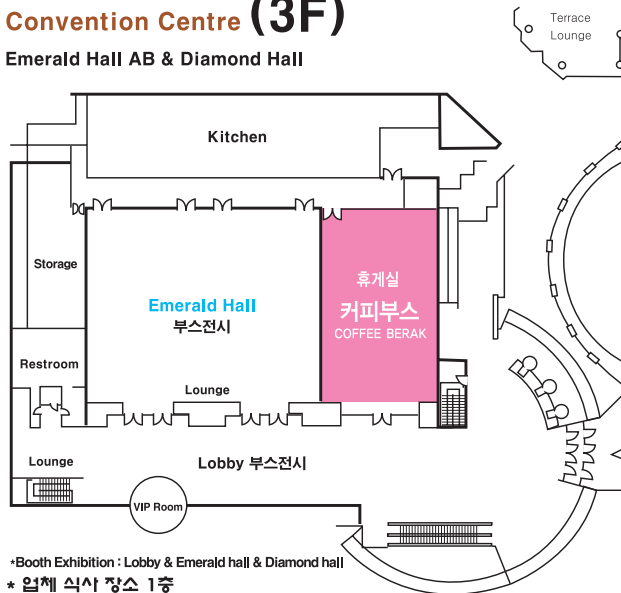 Convention Centre (3F)
Emerald Hall AB & Diamond Hall
Terrace
Lounge
Kitchen
Storage
Emerald Hall
부스전시
휴게실
커피부스
COFFEE BERAK
Restroom
Lounge
Lounge
Lobby 부스전시
VIP Room
*Booth Exhibition : Lobby & Emerald hall & Diamond hall
* 업체 식사 장소 1층